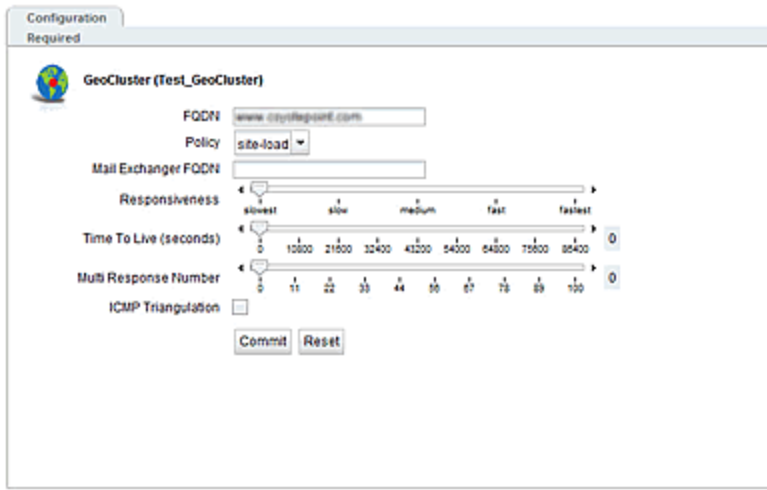 Configuration
Required
GeoCluster (Test_GeoCluster)
FQDN www.coyotepoint.com
Policy site-load
Mail Exchanger FQDN
Responsiveness
slowest slow medium fast fastest
Time To Live (seconds) 0
0 10800 21600 32400 43200 54000 64800 75600 86400
Multi Response Number 0
0 11 22 33 44 56 67 78 89 100
ICMP Triangulation
Commit Reset